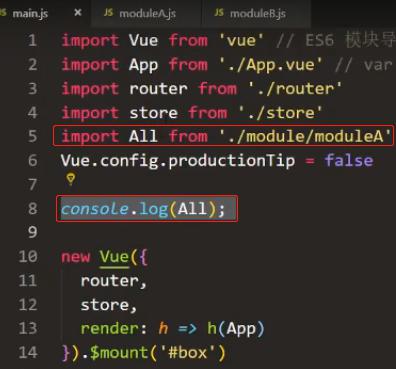 JS main.js × JS moduleA.js JS moduleB.js
1 import Vue from 'vue' // ES6 模块导
2 import App from './App.vue' // var
3 import router from './router'
4 import store from './store'
5 import All from './module/moduleA'
6 Vue.config.productionTip = false
7
8 console.log(All);
9
10 new Vue({
11 router,
12 store,
13 render: h => h(App)
14 }).$mount('#box')